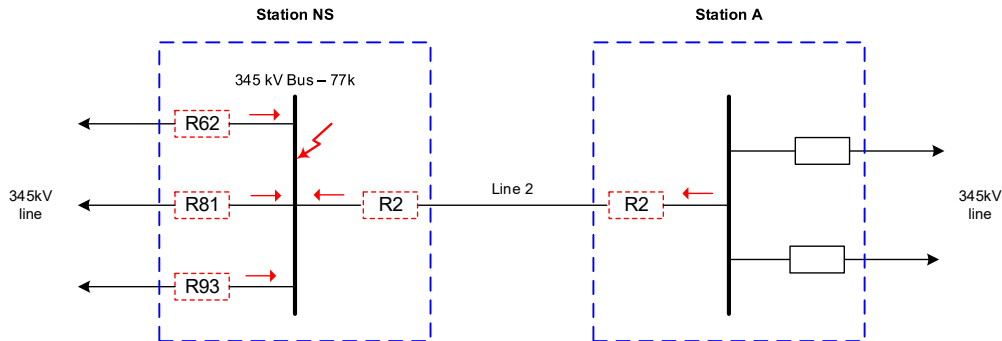 Station NS
Station A
345 kV Bus – 77k
R62
345kV
line
R81
R2
Line 2
R2
345kV
line
R93